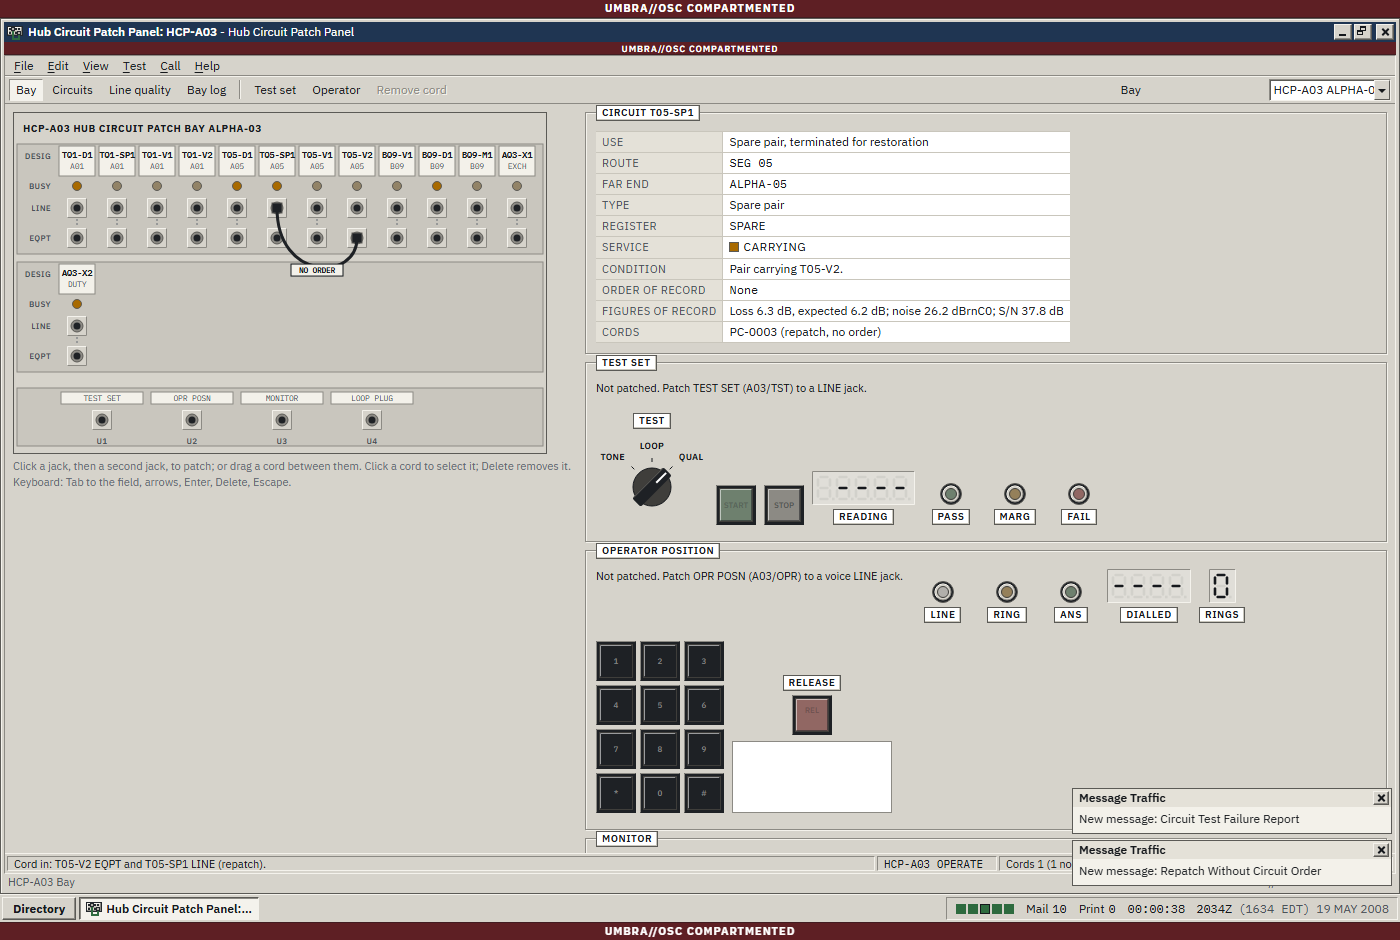 UMBRA//OSC COMPARTMENTED
Hub Circuit Patch Panel: HCP-A03 - Hub Circuit Patch Panel
UMBRA//OSC COMPARTMENTED
File Edit View Test Call Help
Bay Circuits Line quality Bay log Test set Operator Remove cord Bay HCP-A03 ALPHA-0
HCP-A03 HUB CIRCUIT PATCH BAY ALPHA-03
DESIG T01-D1 T01-SP1 T01-V1 T01-V2 T05-D1 T05-SP1 T05-V1 T05-V2 B09-V1 B09-D1 B09-M1 A03-X1
A01 A01 A01 A01 A05 A05 A05 A05 B09 B09 B09 EXCH
BUSY
LINE
EQPT
NO ORDER
DESIG A03-X2
DUTY
BUSY
LINE
EQPT
TEST SET OPR POSN MONITOR LOOP PLUG
U1 U2 U3 U4
Click a jack, then a second jack, to patch; or drag a cord between them. Click a cord to select it; Delete removes it.
Keyboard: Tab to the field, arrows, Enter, Delete, Escape.
CIRCUIT T05-SP1
USE Spare pair, terminated for restoration
ROUTE SEG 05
FAR END ALPHA-05
TYPE Spare pair
REGISTER SPARE
SERVICE CARRYING
CONDITION Pair carrying T05-V2.
ORDER OF RECORD None
FIGURES OF RECORD Loss 6.3 dB, expected 6.2 dB; noise 26.2 dBrnC0; S/N 37.8 dB
CORDS PC-0003 (repatch, no order)
TEST SET
Not patched. Patch TEST SET (A03/TST) to a LINE jack.
TEST
LOOP
TONE QUAL
START STOP ----
READING PASS MARG FAIL
OPERATOR POSITION
Not patched. Patch OPR POSN (A03/OPR) to a voice LINE jack.
---- 0
LINE RING ANS DIALLED RINGS
1 2 3
4 5 6
7 8 9
* 0 #
RELEASE
REL
MONITOR
Message Traffic
New message: Circuit Test Failure Report
Message Traffic
New message: Repatch Without Circuit Order
Cord in: T05-V2 EQPT and T05-SP1 LINE (repatch). HCP-A03 OPERATE Cords 1 (1 no
HCP-A03 Bay
Directory Hub Circuit Patch Panel:... Mail 10 Print 0 00:00:38 2034Z (1634 EDT) 19 MAY 2008
UMBRA//OSC COMPARTMENTED